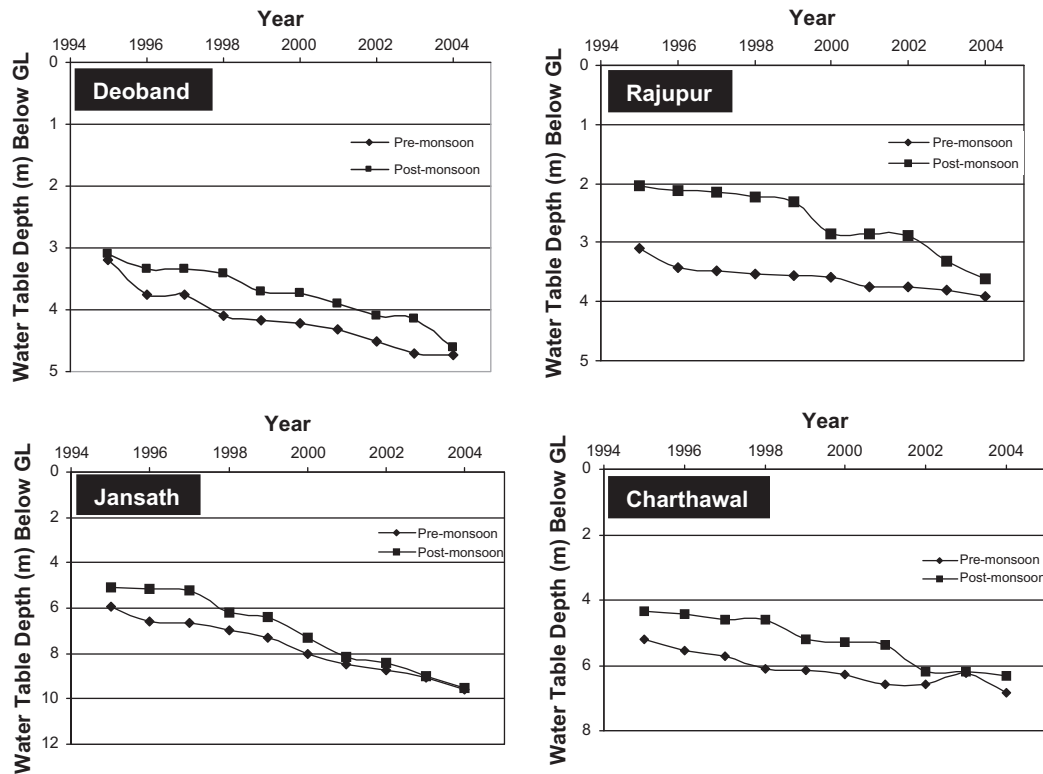 Year
1994 1996 1998 2000 2002 2004
Water Table Depth (m) Below GL
0
1
2
3
4
5
Deoband
Pre-monsoon
Post-monsoon
Year
1994 1996 1998 2000 2002 2004
Water Table Depth (m) Below GL
0
1
2
3
4
5
Rajupur
Pre-monsoon
Post-monsoon
Year
1994 1996 1998 2000 2002 2004
Water Table Depth (m) Below GL
0
2
4
6
8
10
12
Jansath
Pre-monsoon
Post-monsoon
Year
1994 1996 1998 2000 2002 2004
Water Table Depth (m) Below GL
0
2
4
6
8
Charthawal
Pre-monsoon
Post-monsoon